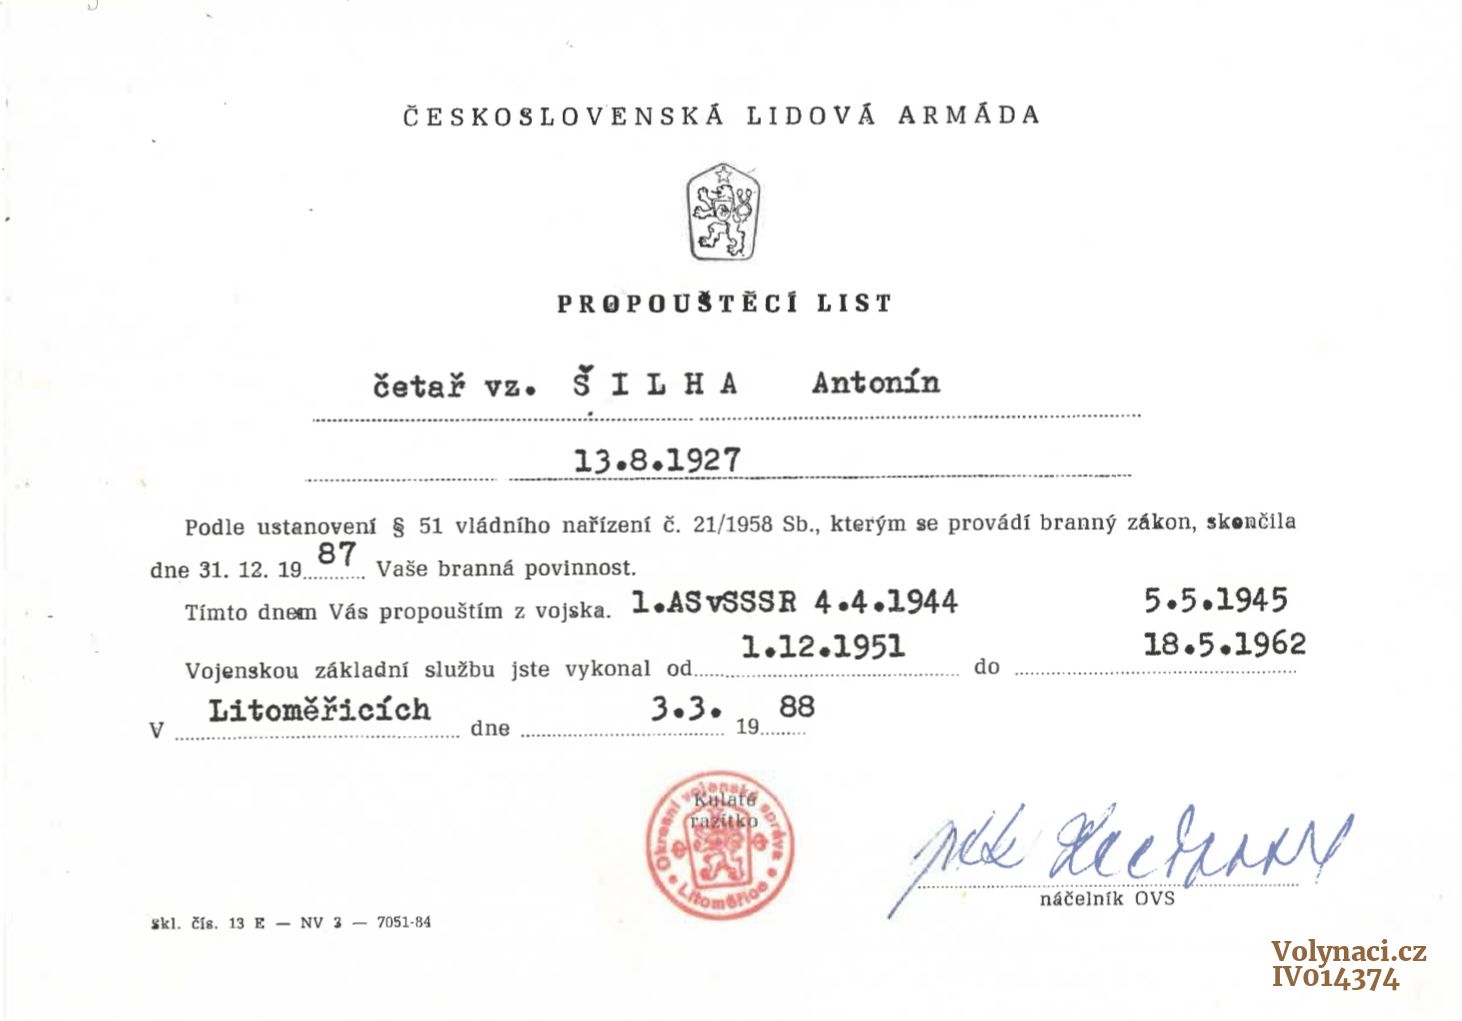 ČESKOSLOVENSKÁ LIDOVÁ ARMÁDA
PROPOUŠTĚCÍ LIST
četař vz. ŠILHA Antonín
13.8.1927
Podle ustanovení § 51 vládního nařízení č. 21/1958 Sb., kterým se provádí branný zákon, skončila
dne 31. 12. 19 87 Vaše branná povinnost.
Tímto dnem Vás propouštím z vojska. 1.ASvSSSR 4.4.1944 5.5.1945
Vojenskou základní službu jste vykonal od 1.12.1951 do 18.5.1962
V Litoměřicích dne 3.3. 19 88
Okresní vojenská správa
Litoměřice
Kulaté
razítko
náčelník OVS
Skl. čís. 13 E — NV 3 — 7051-84
Volynaci.cz
IV014374